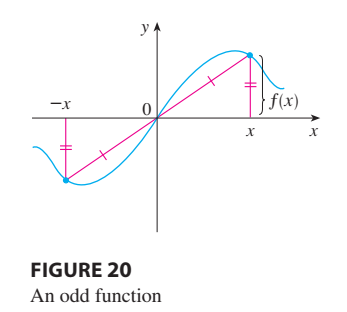 y
−x
0
f(x)
x
x
FIGURE 20
An odd function